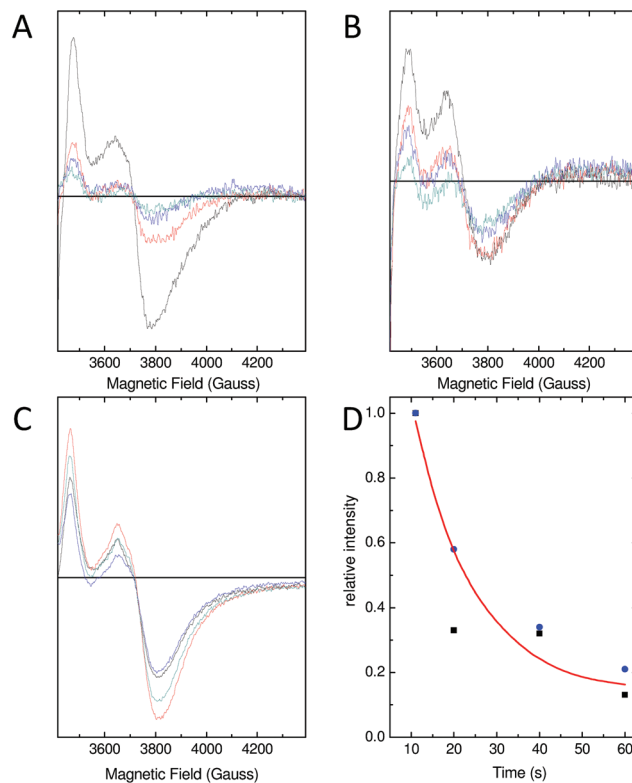 A
B
3600 3800 4000 4200
Magnetic Field (Gauss)
3600 3800 4000 4200
Magnetic Field (Gauss)
C
D
3600 3800 4000 4200
Magnetic Field (Gauss)
1.0
0.8
0.6
0.4
0.2
0.0
relative intensity
10 20 30 40 50 60
Time (s)